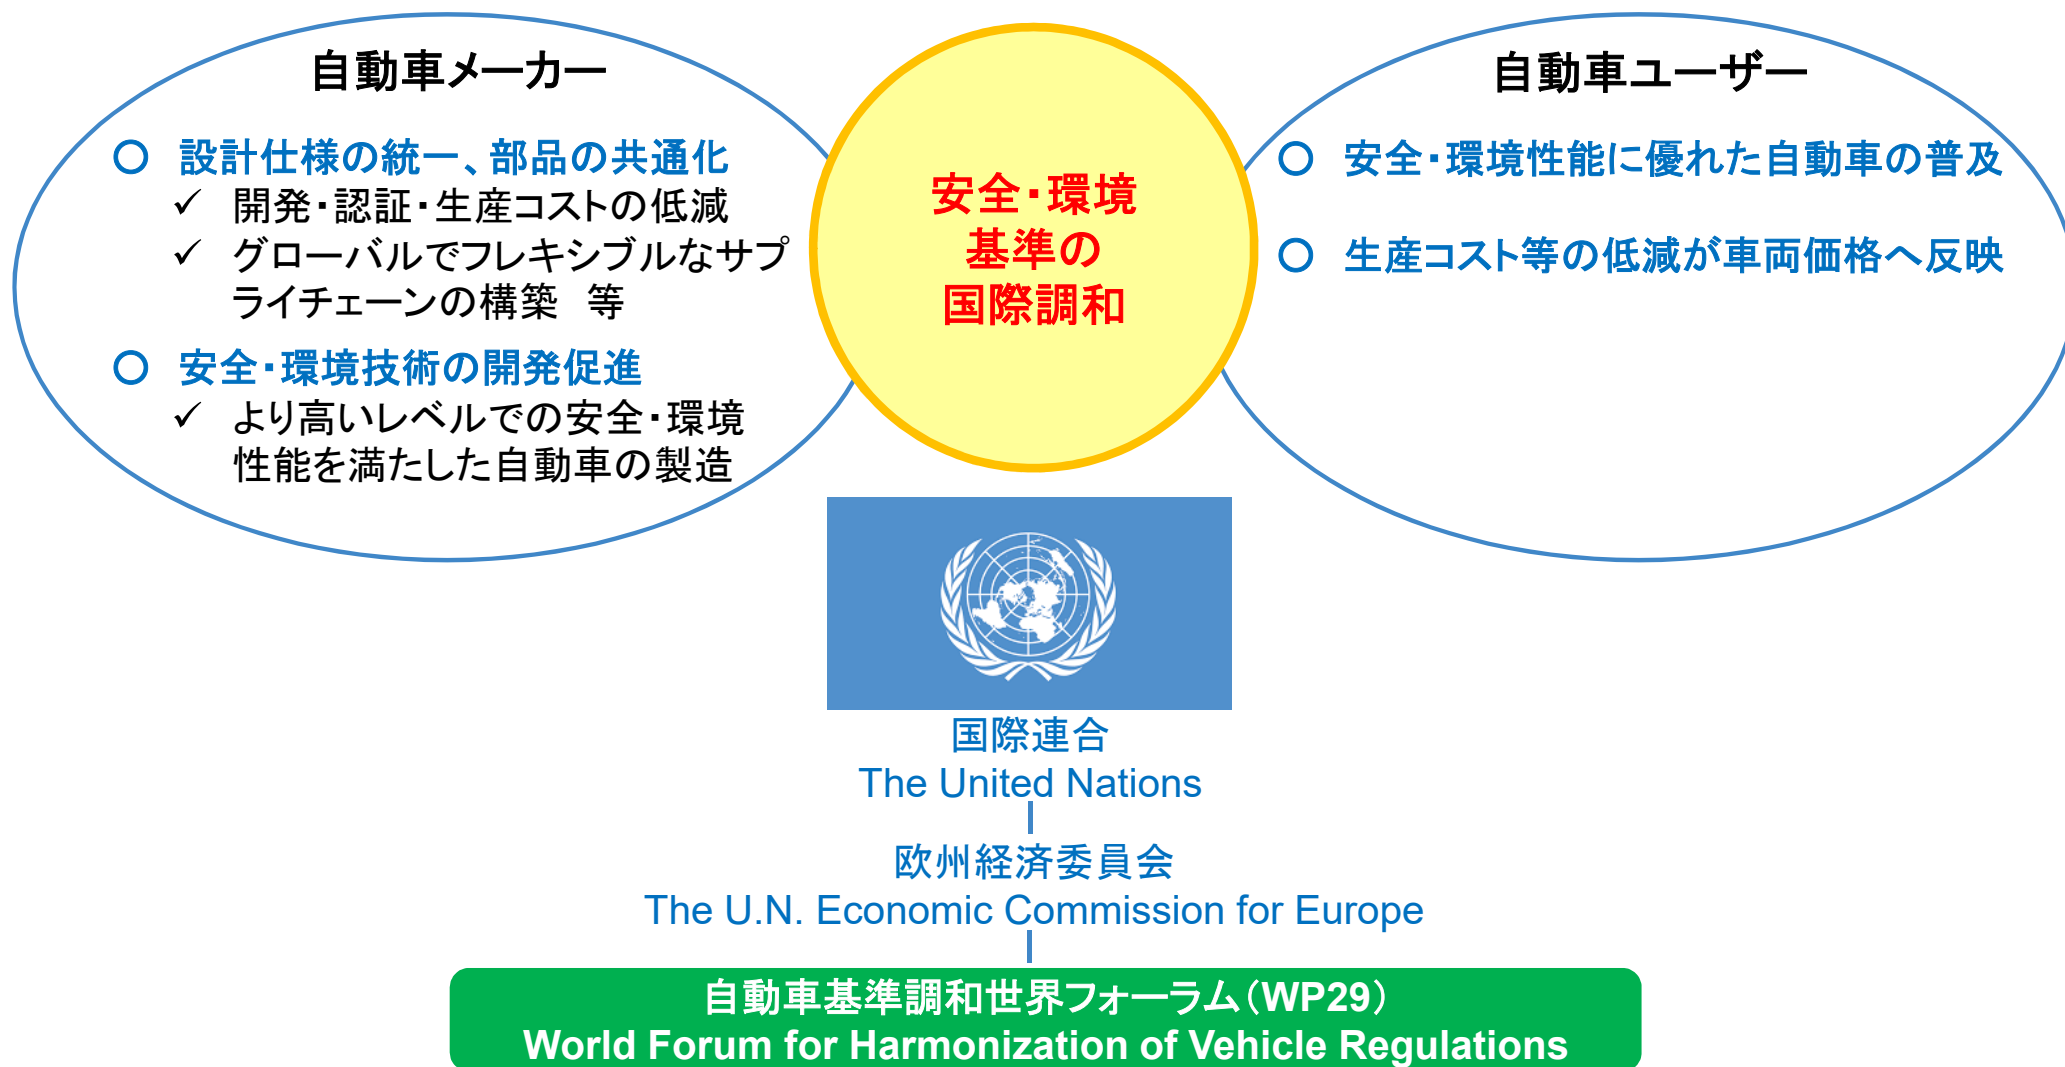 自動車メーカー
○ 設計仕様の統一、部品の共通化
✓ 開発・認証・生産コストの低減
✓ グローバルでフレキシブルなサプ
ライチェーンの構築　等
○ 安全・環境技術の開発促進
✓ より高いレベルでの安全・環境
性能を満たした自動車の製造
安全・環境
基準の
国際調和
自動車ユーザー
○ 安全・環境性能に優れた自動車の普及
○ 生産コスト等の低減が車両価格へ反映
国際連合
The United Nations
欧州経済委員会
The U.N. Economic Commission for Europe
自動車基準調和世界フォーラム（WP29）
World Forum for Harmonization of Vehicle Regulations